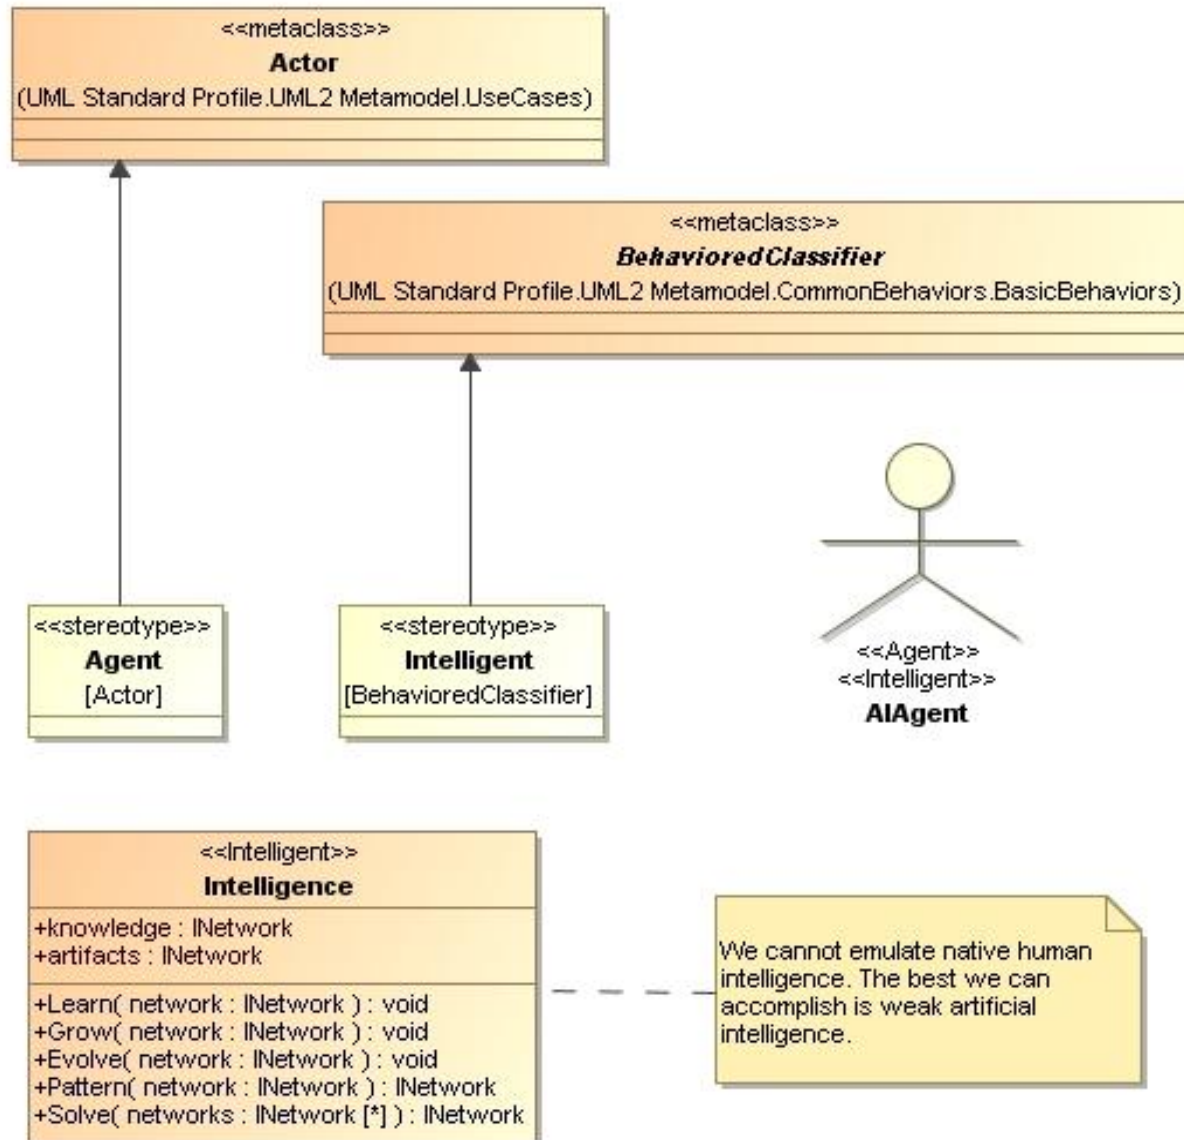 <<metaclass>>
Actor
(UML Standard Profile.UML2 Metamodel.UseCases)
<<metaclass>>
BehavioredClassifier
(UML Standard Profile.UML2 Metamodel.CommonBehaviors.BasicBehaviors)
<<stereotype>>
Agent
[Actor]
<<stereotype>>
Intelligent
[BehavioredClassifier]
<<Agent>>
<<Intelligent>>
AIAgent
<<Intelligent>>
Intelligence
+knowledge : INetwork
+artifacts : INetwork
+Learn( network : INetwork ) : void
+Grow( network : INetwork ) : void
+Evolve( network : INetwork ) : void
+Pattern( network : INetwork ) : INetwork
+Solve( networks : INetwork [*] ) : INetwork
We cannot emulate native human
intelligence. The best we can
accomplish is weak artificial
intelligence.